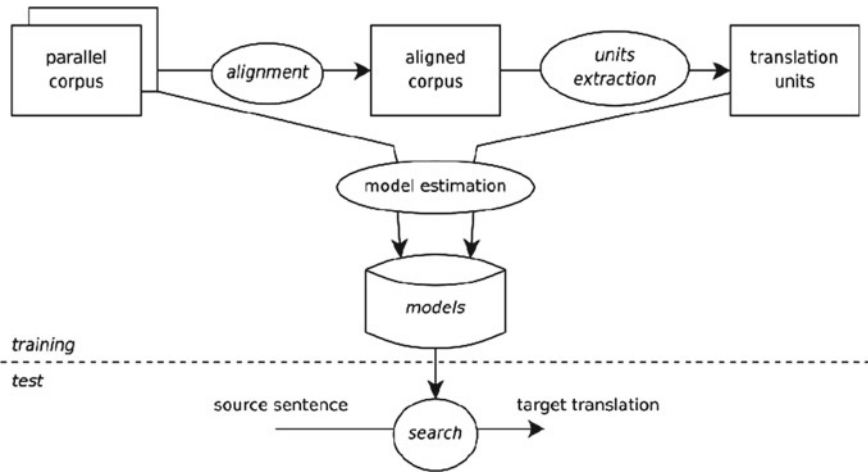 parallel
corpus
alignment
aligned
corpus
units
extraction
translation
units
model estimation
models
training
test
source sentence
search
target translation